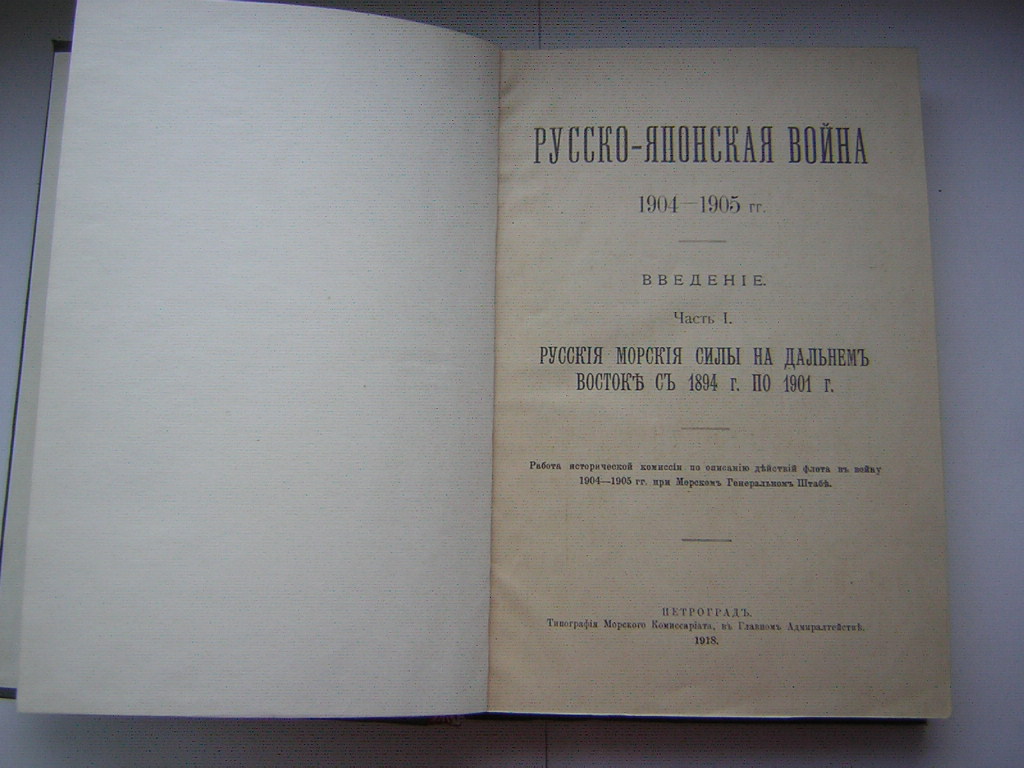 РУССКО-ЯПОНСКАЯ ВОЙНА
1904—1905 гг.
ВВЕДЕНІЕ.
Часть I.
РУССКІЯ МОРСКІЯ СИЛЫ НА ДАЛЬНЕМЪ
ВОСТОКѢ СЪ 1894 г. ПО 1901 г.
Работа исторической комиссіи по описанію дѣйствій флота въ войну
1904—1905 гг. при Морскомъ Генеральномъ Штабѣ.
ПЕТРОГРАДЪ.
Типографія Морского Комиссаріата, въ Главномъ Адмиралтействѣ.
1918.